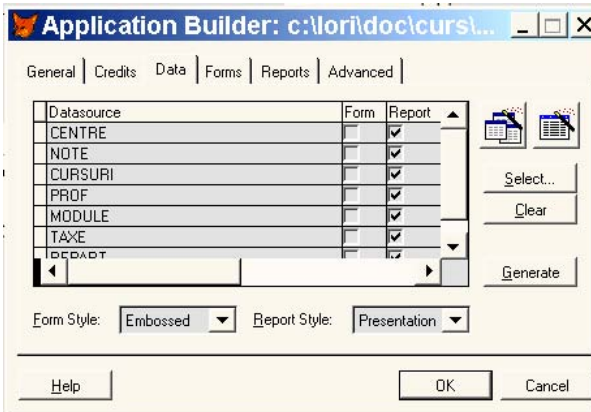 Application Builder: c:\lori\doc\curs\...
General Credits Data Forms Reports Advanced
Datasource Form Report
CENTRE
NOTE
CURSURI
PROF
MODULE
TAXE
REPART
Select...
Clear
Generate
Form Style: Embossed Report Style: Presentation
Help OK Cancel